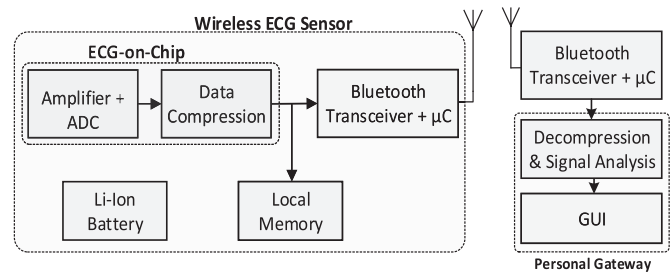 Wireless ECG Sensor
ECG-on-Chip
Amplifier +
ADC
Data
Compression
Bluetooth
Transceiver + μC
Li-Ion
Battery
Local
Memory
Bluetooth
Transceiver + μC
Decompression
& Signal Analysis
GUI
Personal Gateway